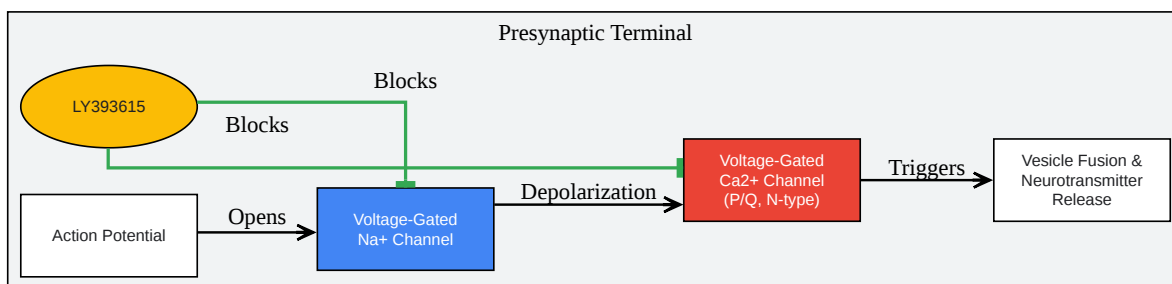 Presynaptic Terminal
Blocks
LY393615
Blocks
Voltage-Gated
Ca2+ Channel
(P/Q, N-type)
Triggers
Vesicle Fusion &
Neurotransmitter
Release
Depolarization
Opens
Action Potential
Voltage-Gated
Na+ Channel